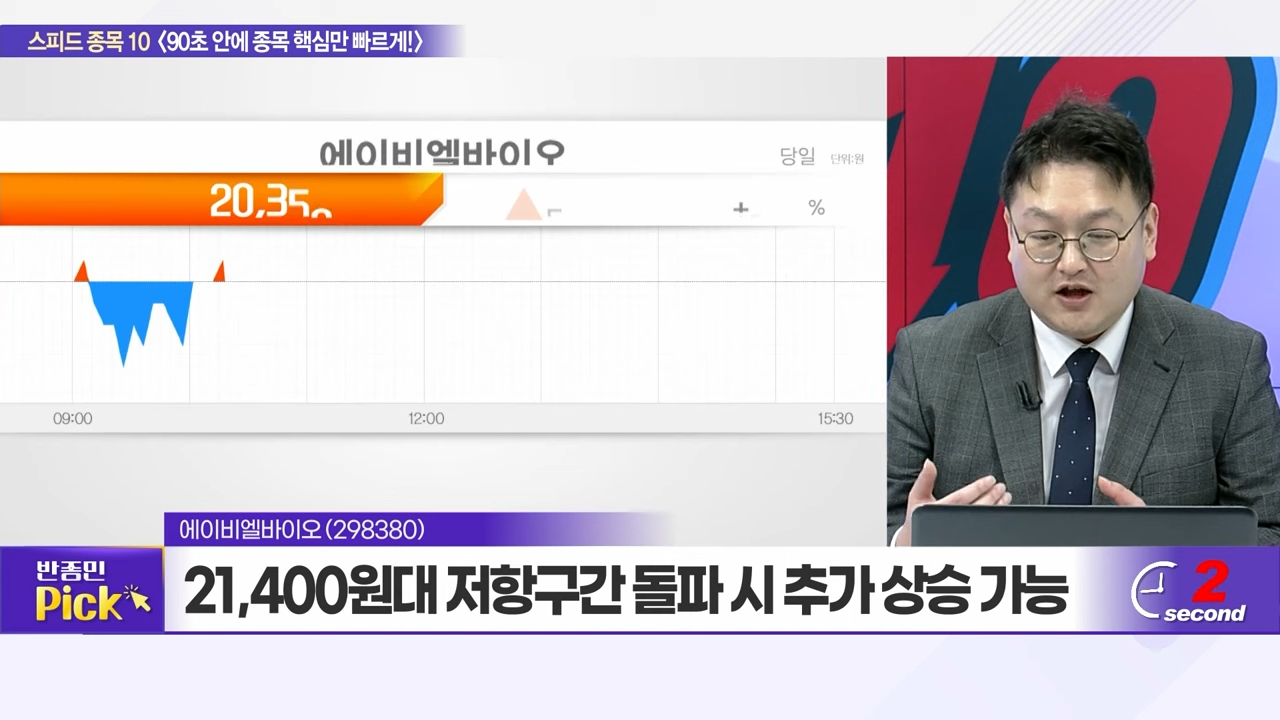 스피드 종목 10 <90초 안에 종목 핵심만 빠르게!>
에이비엘바이오
당일 단위:원
20,35
+ %
09:00 12:00 15:30
에이비엘바이오 (298380)
반종민
Pick
21,400원대 저항구간 돌파 시 추가 상승 가능
2
second